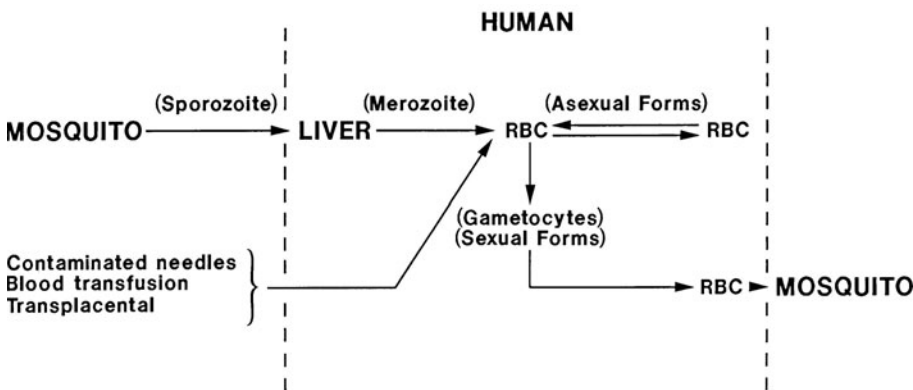 HUMAN
(Sporozoite) (Merozoite) (Asexual Forms)
MOSQUITO LIVER RBC RBC
(Gametocytes)
(Sexual Forms)
Contaminated needles
Blood transfusion
Transplacental
RBC MOSQUITO